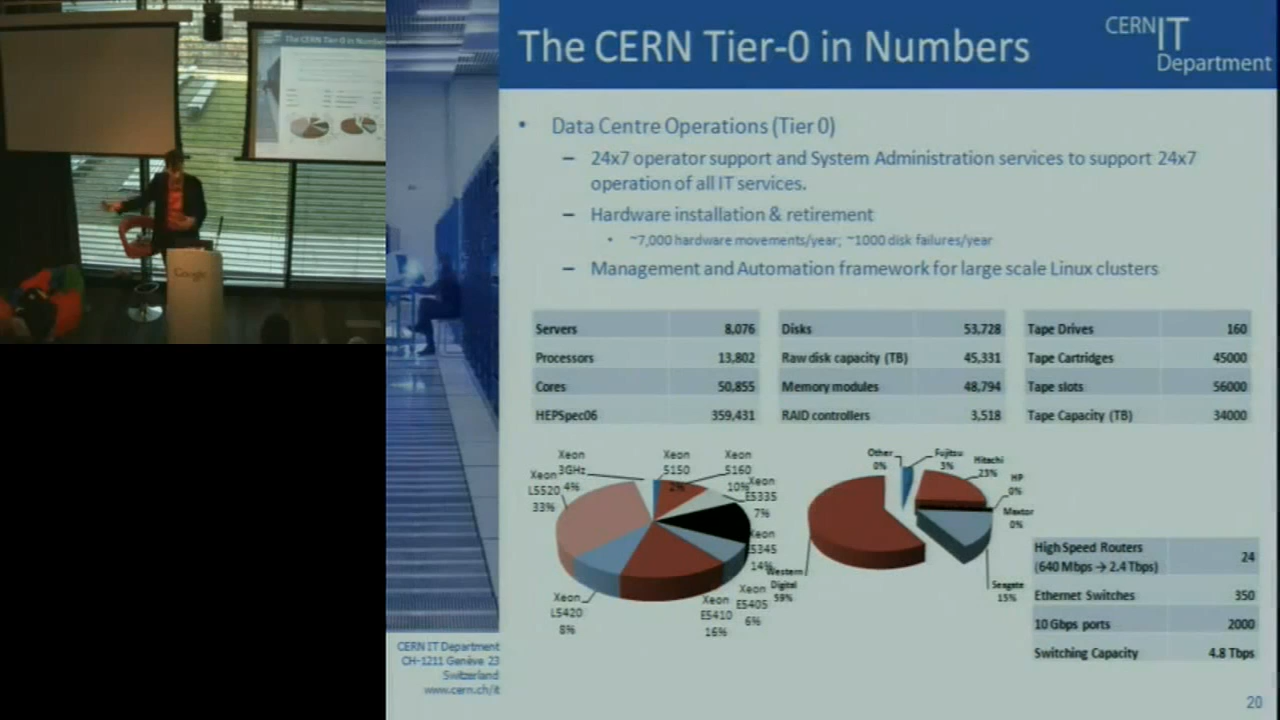 The CERN Tier-0 in Numbers
CERN IT
Department
• Data Centre Operations (Tier 0)
– 24x7 operator support and System Administration services to support 24x7
operation of all IT services.
– Hardware installation & retirement
• ~7,000 hardware movements/year; ~1000 disk failures/year
– Management and Automation framework for large scale Linux clusters
Servers 8,076
Processors 13,802
Cores 50,855
HEPSpec06 359,431
Disks 53,728
Raw disk capacity (TB) 45,331
Memory modules 48,794
RAID controllers 3,518
Tape Drives 160
Tape Cartridges 45000
Tape slots 56000
Tape Capacity (TB) 34000
Xeon
3GHz
4%
Xeon
5150
2%
Xeon
5160
10%
Xeon
E5335
7%
Xeon
E5345
14%
Xeon
E5405
6%
Xeon
E5410
16%
Xeon
L5420
8%
Xeon
L5520
33%
Other
0%
Fujitsu
3%
Hitachi
23%
HP
0%
Maxtor
0%
Seagate
15%
Western
Digital
59%
High Speed Routers
(640 Mbps → 2.4 Tbps) 24
Ethernet Switches 350
10 Gbps ports 2000
Switching Capacity 4.8 Tbps
CERN IT Department
CH-1211 Genève 23
Switzerland
www.cern.ch/it
20
The CERN Tier-0 in Numbers
Google